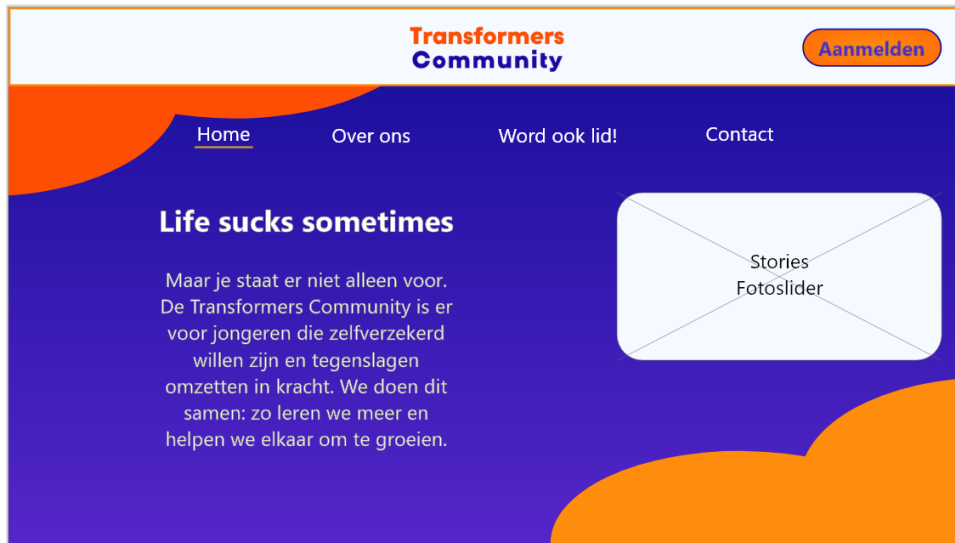 Transformers
Community
Aanmelden
Home
Over ons
Word ook lid!
Contact
Life sucks sometimes
Maar je staat er niet alleen voor.
De Transformers Community is er
voor jongeren die zelfverzekerd
willen zijn en tegenslagen
omzetten in kracht. We doen dit
samen: zo leren we meer en
helpen we elkaar om te groeien.
Stories
Fotoslider